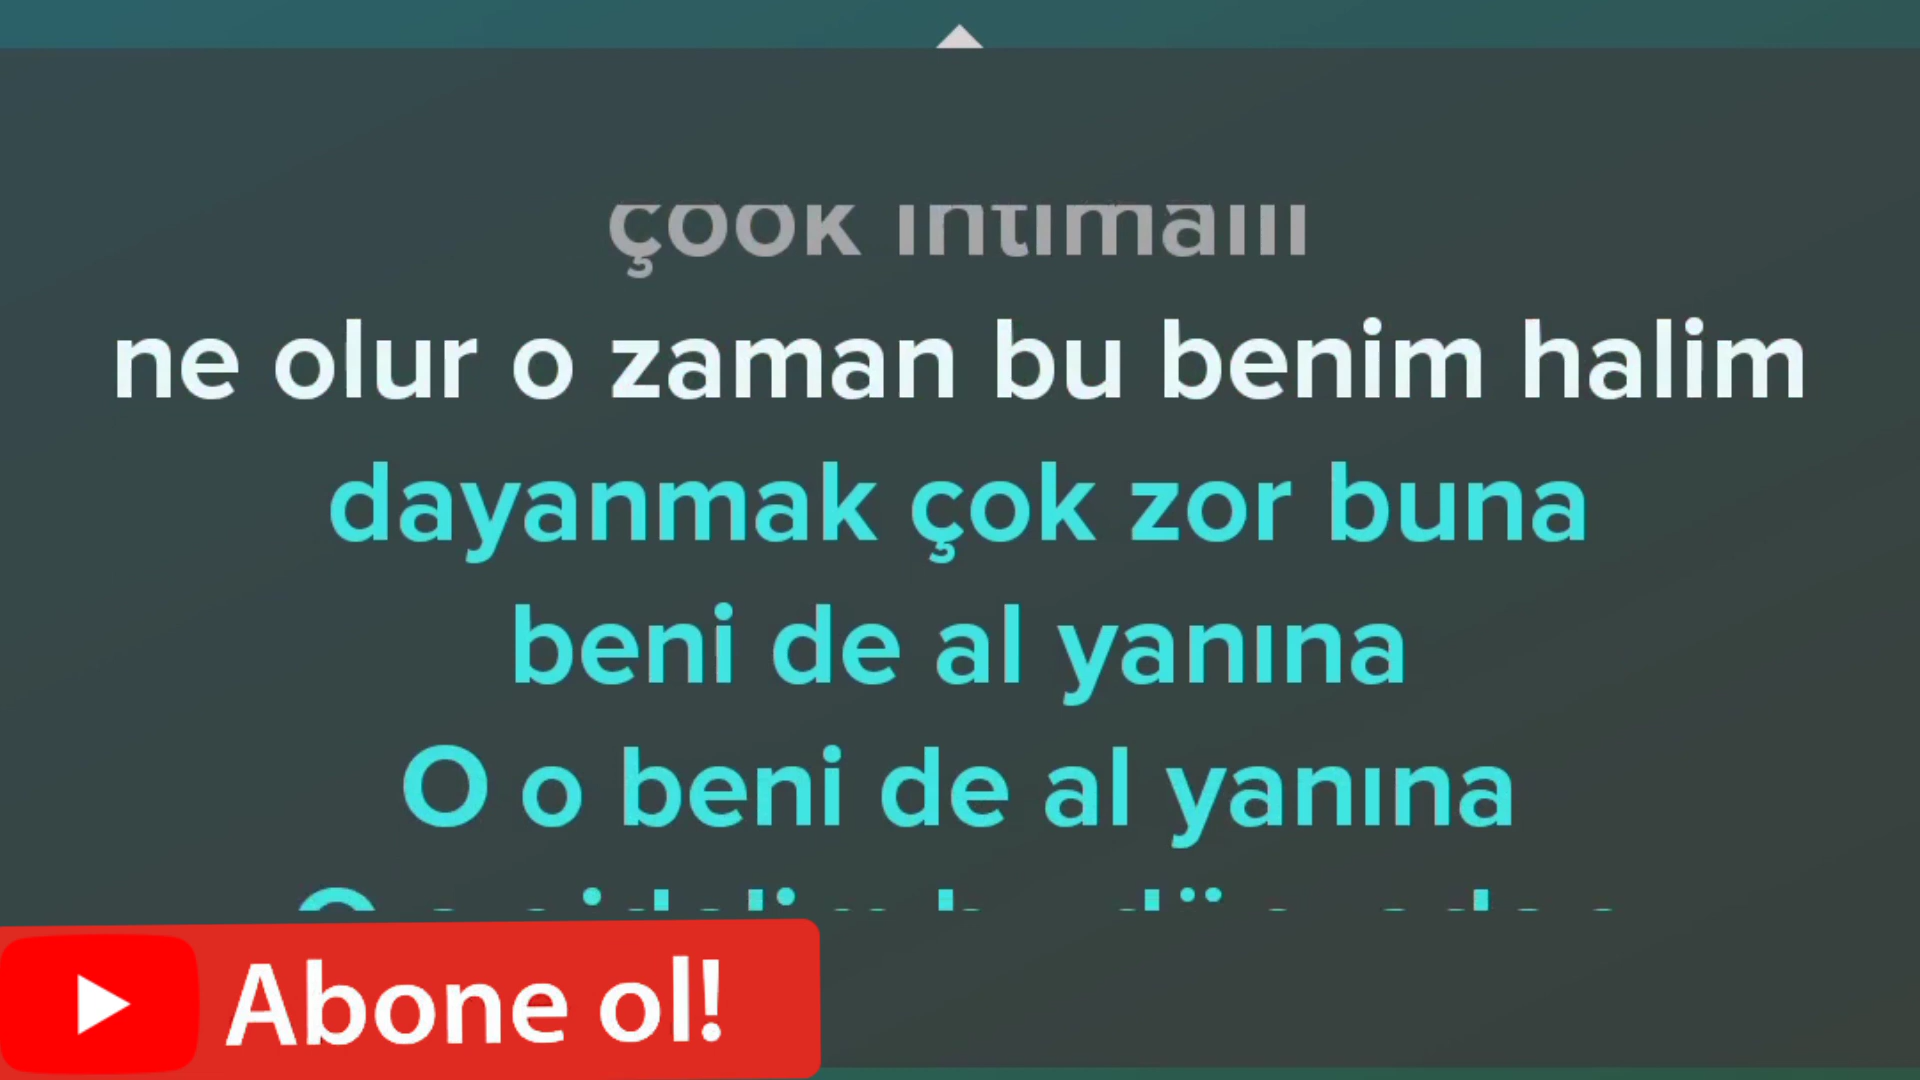 çook
ne olur o zaman bu benim halim
dayanmak çok zor buna
beni de al yanına
O o beni de al yanına
Abone ol!